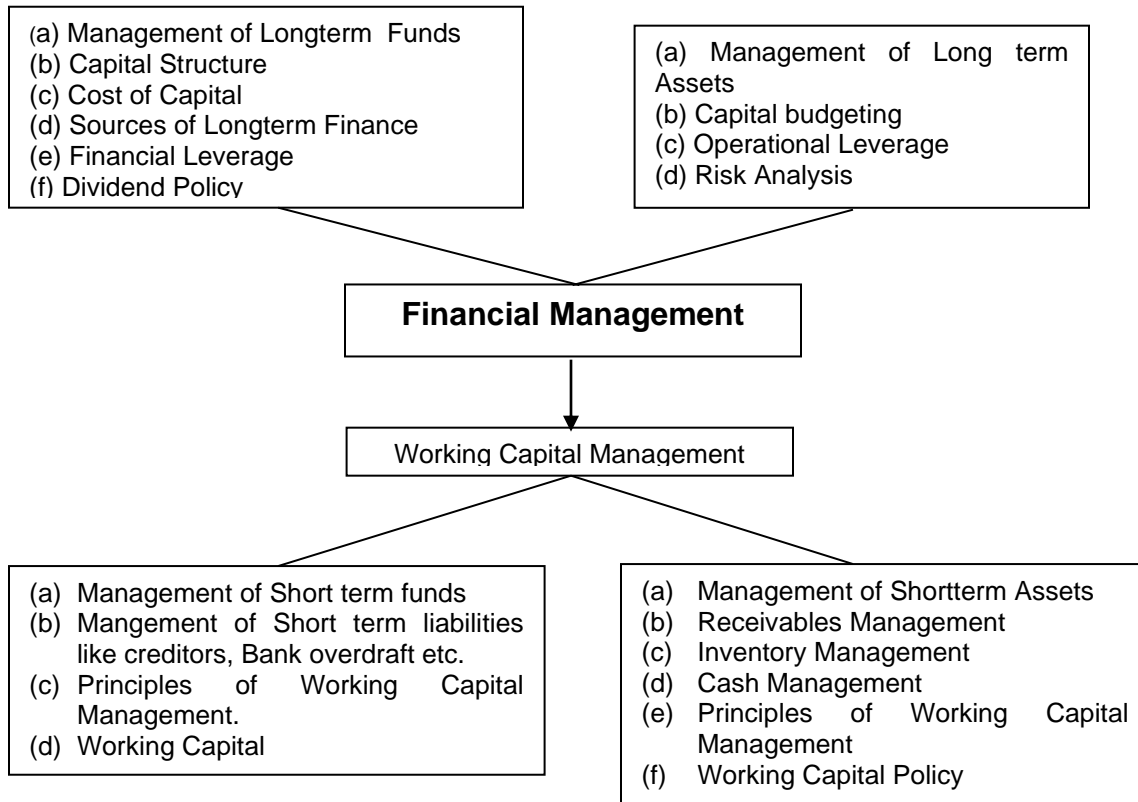 (a) Management of Longterm Funds
(b) Capital Structure
(c) Cost of Capital
(d) Sources of Longterm Finance
(e) Financial Leverage
(f) Dividend Policy
(a) Management of Long term
Assets
(b) Capital budgeting
(c) Operational Leverage
(d) Risk Analysis
Financial Management
Working Capital Management
(a) Management of Short term funds
(b) Mangement of Short term liabilities
like creditors, Bank overdraft etc.
(c) Principles of Working Capital
Management.
(d) Working Capital
(a) Management of Shortterm Assets
(b) Receivables Management
(c) Inventory Management
(d) Cash Management
(e) Principles of Working Capital
Management
(f) Working Capital Policy